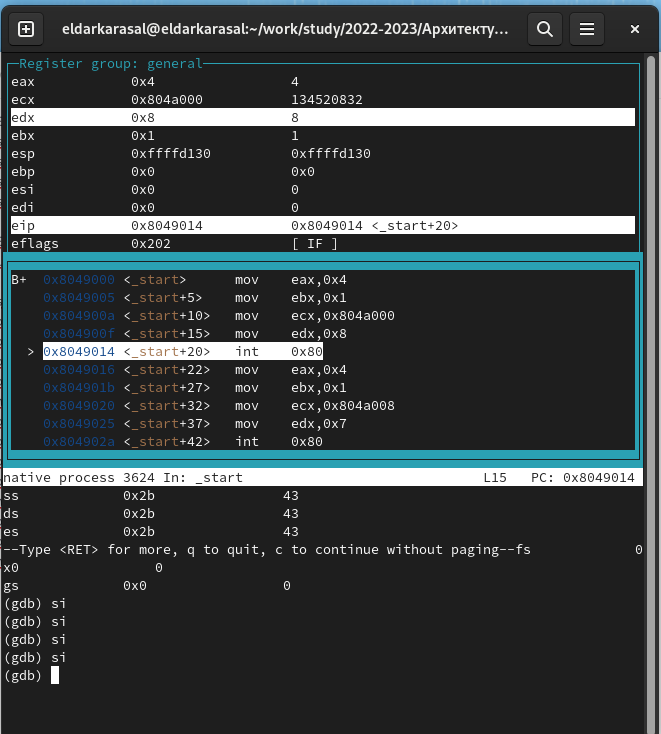 eldarkarasal@eldarkarasal:~/work/study/2022-2023/Архитекту...
Register group: general
eax 0x4 4
ecx 0x804a000 134520832
edx 0x8 8
ebx 0x1 1
esp 0xffffd130 0xffffd130
ebp 0x0 0x0
esi 0x0 0
edi 0x0 0
eip 0x8049014 0x8049014 <_start+20>
eflags 0x202 [ IF ]
B+ 0x8049000 <_start> mov eax,0x4
0x8049005 <_start+5> mov ebx,0x1
0x804900a <_start+10> mov ecx,0x804a000
0x804900f <_start+15> mov edx,0x8
> 0x8049014 <_start+20> int 0x80
0x8049016 <_start+22> mov eax,0x4
0x804901b <_start+27> mov ebx,0x1
0x8049020 <_start+32> mov ecx,0x804a008
0x8049025 <_start+37> mov edx,0x7
0x804902a <_start+42> int 0x80
native process 3624 In: _start L15 PC: 0x8049014
ss 0x2b 43
ds 0x2b 43
es 0x2b 43
--Type <RET> for more, q to quit, c to continue without paging--fs 0
x0 0
gs 0x0 0
(gdb) si
(gdb) si
(gdb) si
(gdb) si
(gdb)